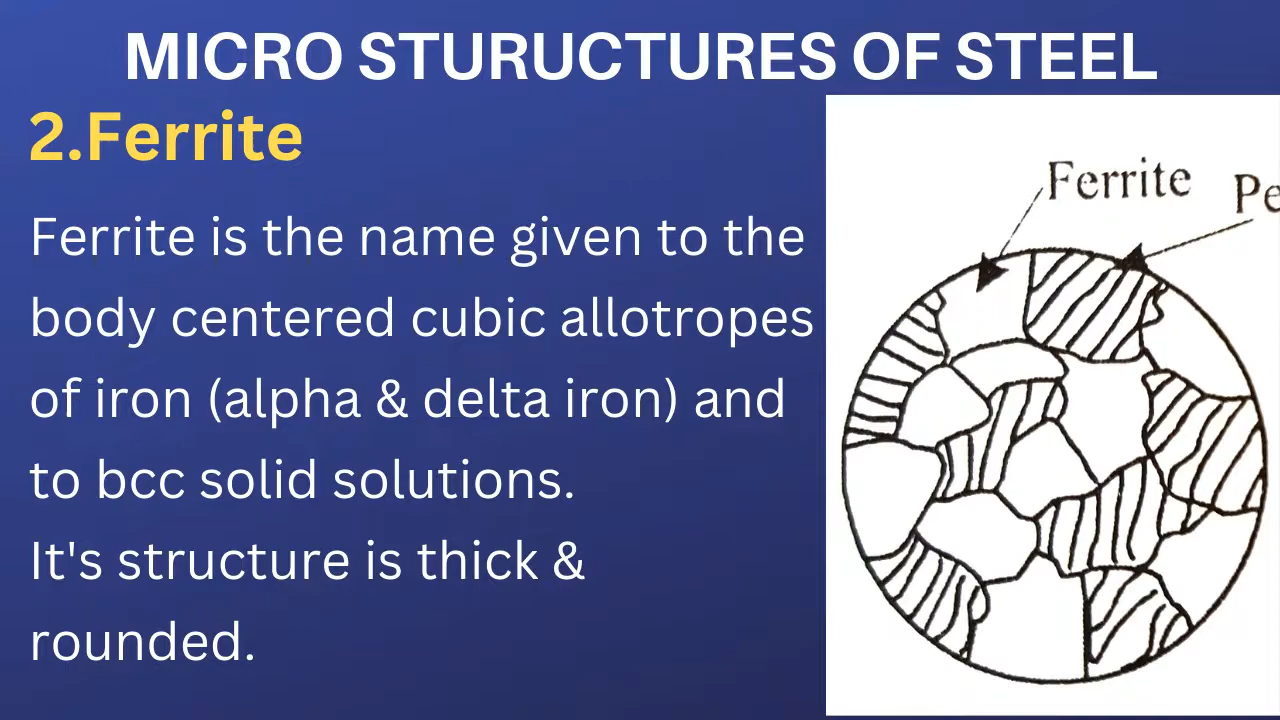 MICRO STURUCTURES OF STEEL
2.Ferrite
Ferrite is the name given to the
body centered cubic allotropes
of iron (alpha & delta iron) and
to bcc solid solutions.
It's structure is thick &
rounded.
Ferrite Pe